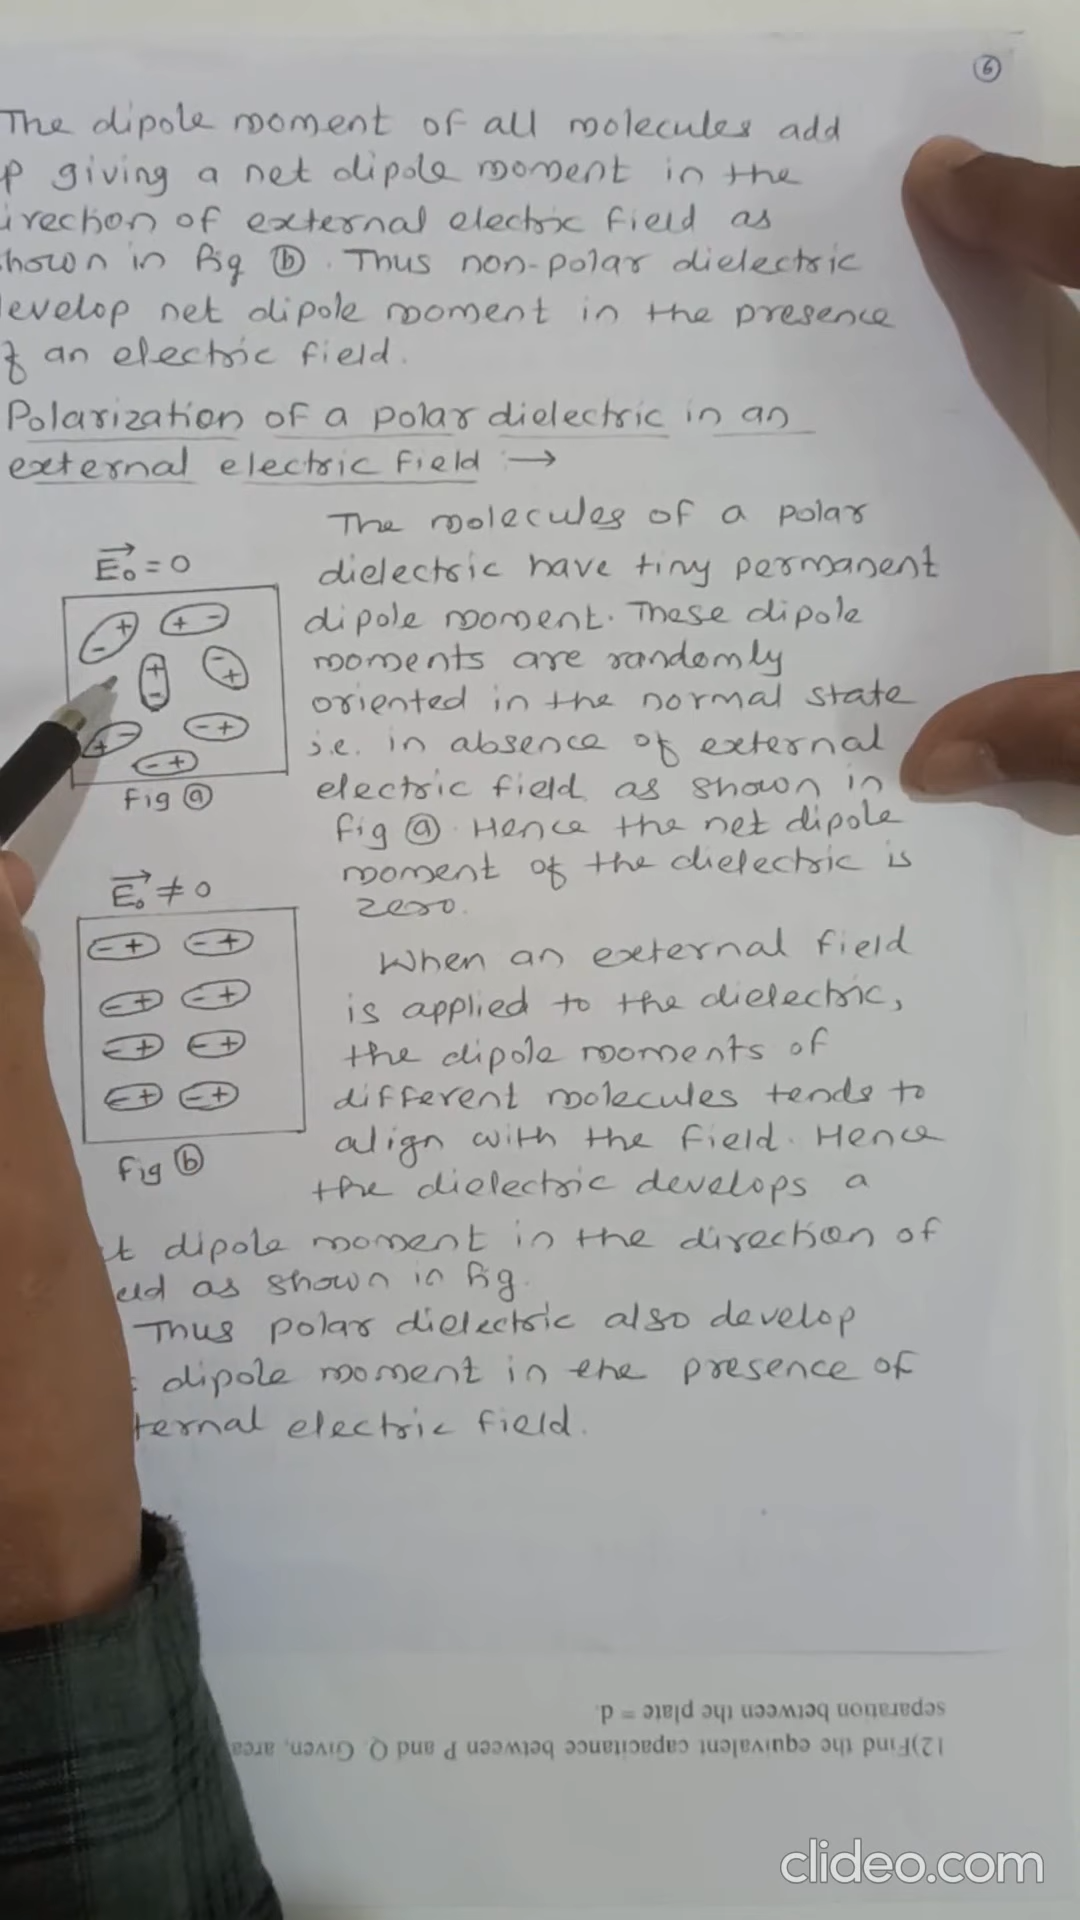 6
The dipole moment of all molecules add
p giving a net dipole moment in the
irection of external electric field as
hown in fig b. Thus non-polar dielectric
evelop net dipole moment in the presence
f an electric field.
Polarization of a polar dielectric in an
external electric field :→
The molecules of a polar
dielectric have tiny permanent
dipole moment. These dipole
moments are randomly
oriented in the normal state
i.e. in absence of external
electric field as shown in
fig a. Hence the net dipole
moment of the dielectric is
zero.
E₀ = 0
+ - + -
+ - - +
+ - - +
- +
fig a
When an external field
is applied to the dielectric,
the dipole moments of
different molecules tends to
align with the field. Hence
the dielectric develops a
t dipole moment in the direction of
eld as shown in fig.
E₀ ≠ 0
- + - +
- + - +
- + - +
- + - +
fig b
Thus polar dielectric also develop
dipole moment in the presence of
ternal electric field.
12)Find the equivalent capacitance between P and Q. Given, area
separation between the plate = d.
clideo.com